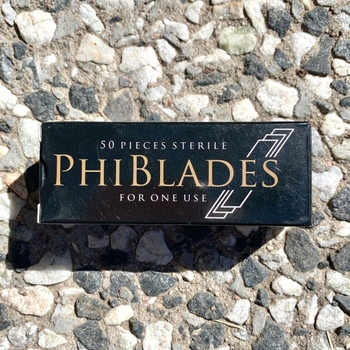 50 PIECES STERILE
PHIBLADES
FOR ONE USE